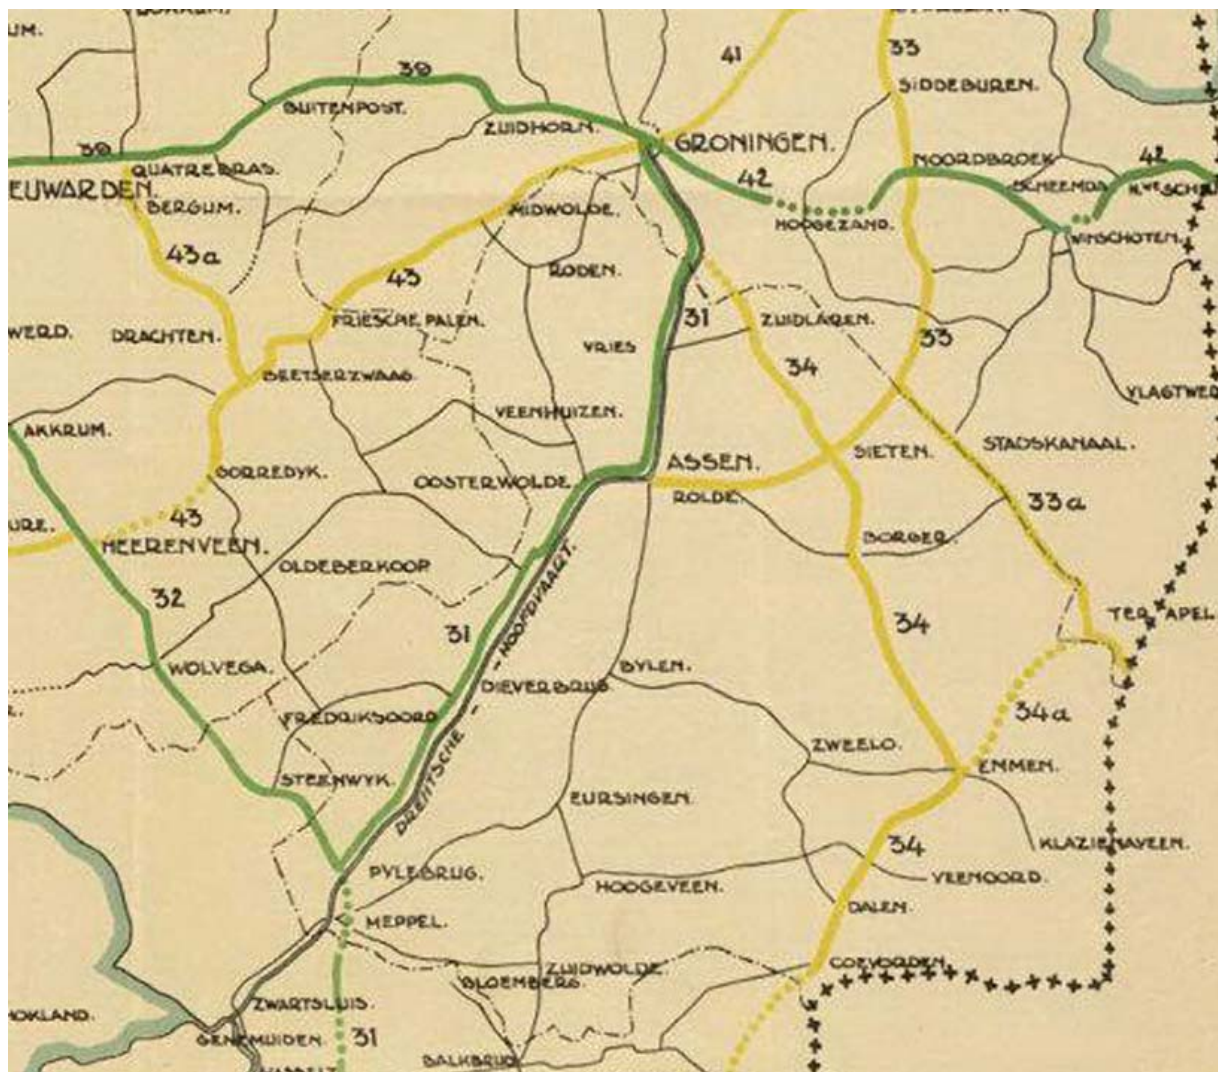 UM.
41
33
39
SIDDEBUREN.
BUITENPOST.
ZUIDHORN.
GRONINGEN.
NOORDBROEK
42
39
QUATREBRAS.
EUWARDEN.
42
SCHEEMDA
BERGUM.
MIDWOLDE.
HOOGEZAND.
WINSCHOTEN.
43a
43
RODEN.
31
ZUIDLAREN.
FRIESCHE PALEN.
WERD.
DRACHTEN.
VRIES
33
34
BEETSERZWAAG.
VLAGTWED
VEENHUIZEN.
AKKRUM.
STADSKANAAL.
SIETEN.
ASSEN.
GORREDYK.
OOSTERWOLDE.
ROLDE.
33a
43
URE.
BORGER.
HEERENVEEN.
OLDEBERKOOP
32
TER APEL
31
34
HOOFDVAART.
BYLEN.
WOLVEGA.
DIEVERBRUG
34a
FREDRIKSOORD
DRENTSCHE
ZWEELO.
EMMEN.
STEENWYK.
EURSINGEN.
34
KLAZIENAVEEN.
PYLEBRUG.
HOOGEVEEN.
VEENOORD.
DALEN.
MEPPEL.
COEVORDEN
ZUIDWOLDE.
BLOEMBERG.
ZWARTSLUIS.
OKLAND.
GENEMUIDEN
31
BALKBRUG